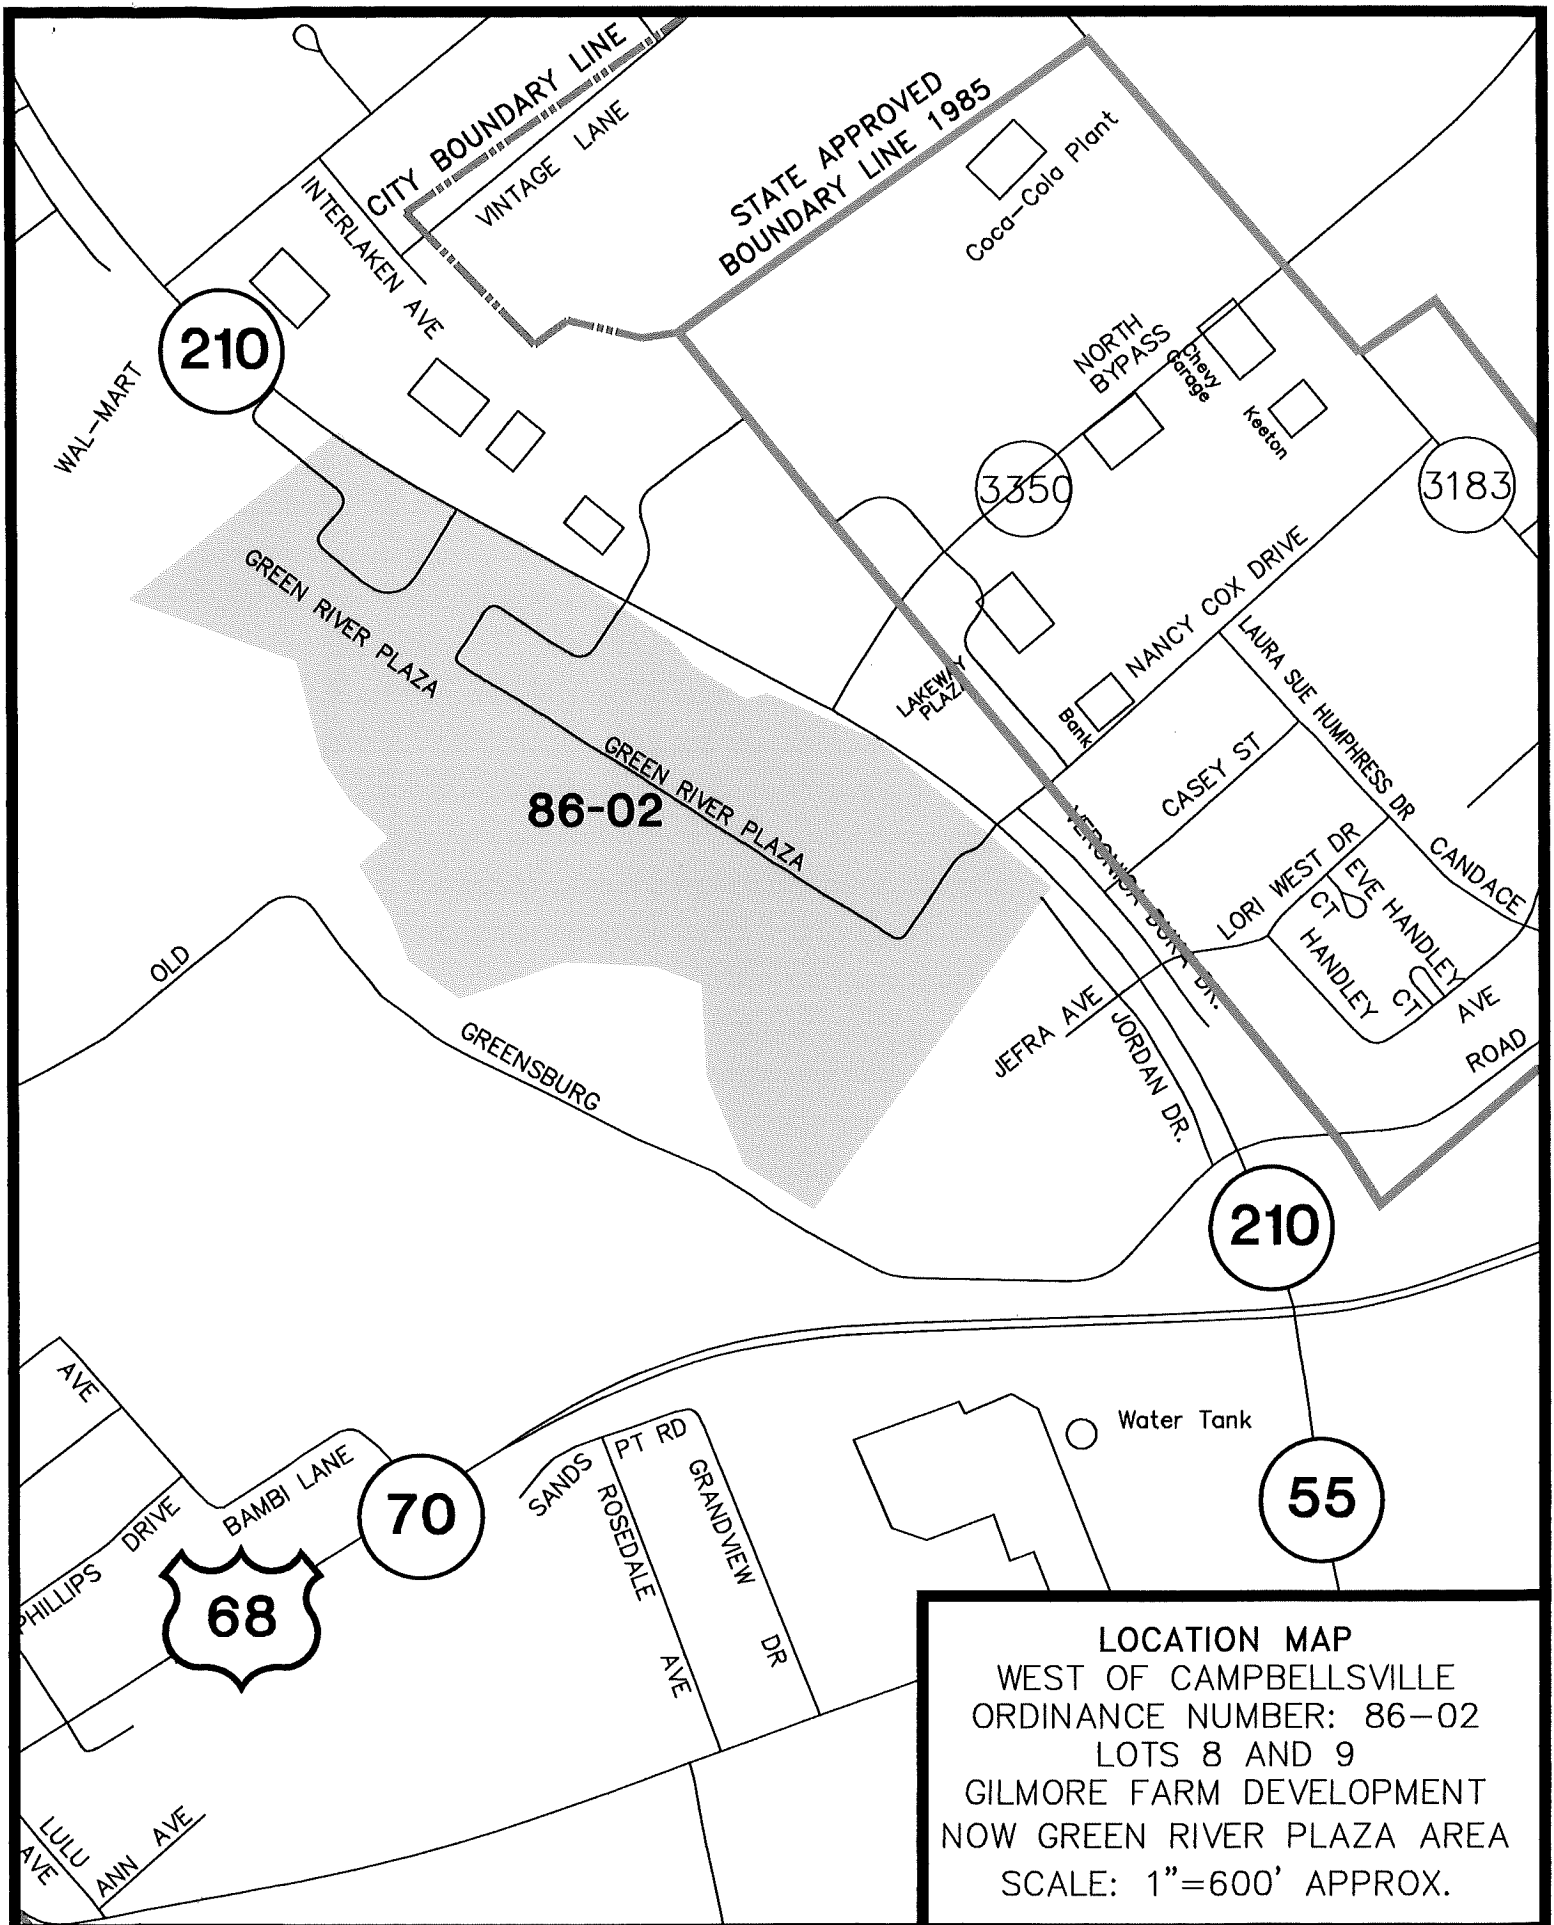 CITY BOUNDARY LINE
VINTAGE LANE
INTERLAKEN AVE
STATE APPROVED
BOUNDARY LINE 1985
Coca-Cola Plant
210
WAL-MART
NORTH
BYPASS
Chevy
Garage
Keeton
3350
3183
GREEN RIVER PLAZA
NANCY COX DRIVE
LAURA SUE HUMPHRESS DR
LAKEWAY
PLAZA
Bank
GREEN RIVER PLAZA
86-02
CASEY ST
VERONICA DORA DR.
LORI WEST DR
EVE HANDLEY
CT
CANDACE
HANDLEY
CT
AVE
ROAD
OLD
GREENSBURG
JEFRA AVE
JORDAN DR.
210
AVE
Water Tank
PHILLIPS DRIVE
BAMBI LANE
70
SANDS PT RD
ROSEDALE AVE
GRANDVIEW DR
55
68
LULU
AVE
ANN AVE
LOCATION MAP
WEST OF CAMPBELLSVILLE
ORDINANCE NUMBER: 86-02
LOTS 8 AND 9
GILMORE FARM DEVELOPMENT
NOW GREEN RIVER PLAZA AREA
SCALE: 1"=600' APPROX.